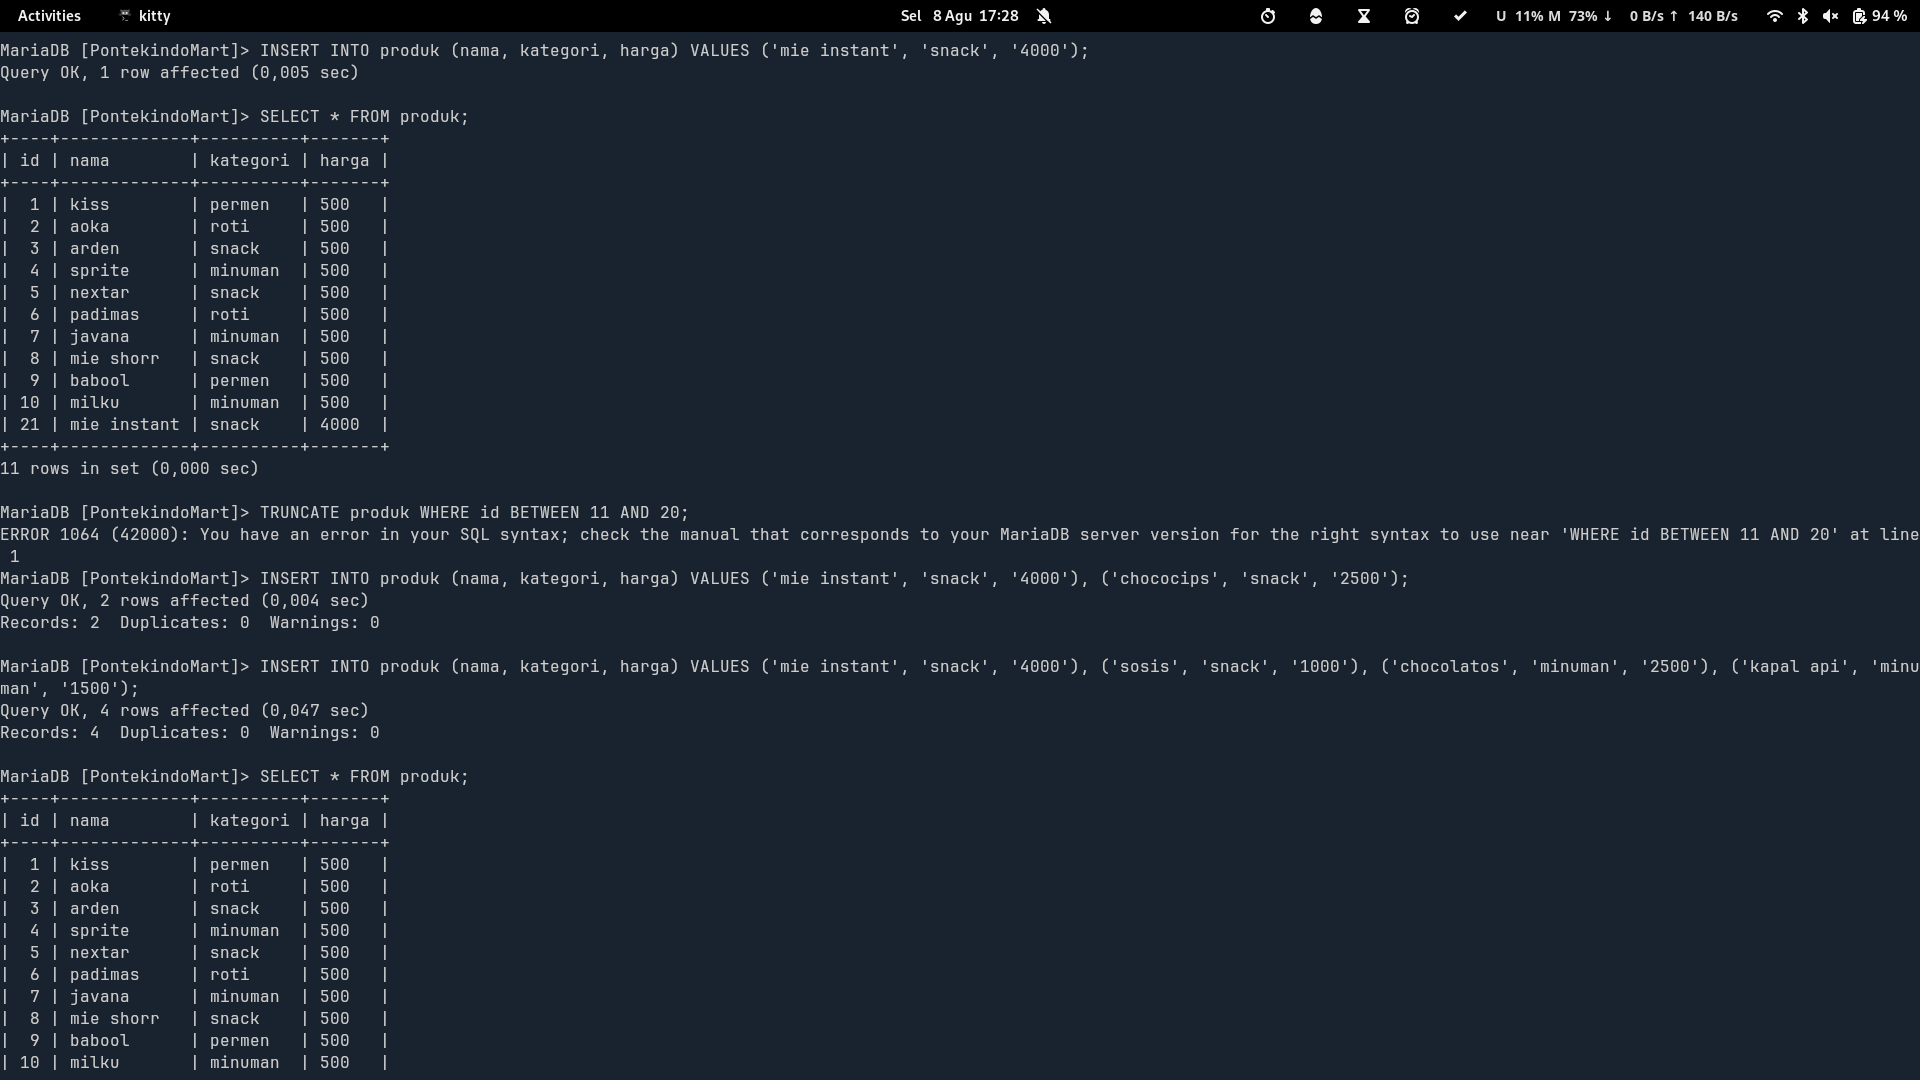 Activities kitty Sel 8 Agu 17:28 U 11% M 73% ↓ 0 B/s ↑ 140 B/s 94 %
MariaDB [PontekindoMart]> INSERT INTO produk (nama, kategori, harga) VALUES ('mie instant', 'snack', '4000');
Query OK, 1 row affected (0,005 sec)

MariaDB [PontekindoMart]> SELECT * FROM produk;
+----+-------------+----------+-------+
| id | nama        | kategori | harga |
+----+-------------+----------+-------+
|  1 | kiss        | permen   | 500   |
|  2 | aoka        | roti     | 500   |
|  3 | arden       | snack    | 500   |
|  4 | sprite      | minuman  | 500   |
|  5 | nextar      | snack    | 500   |
|  6 | padimas     | roti     | 500   |
|  7 | javana      | minuman  | 500   |
|  8 | mie shorr   | snack    | 500   |
|  9 | babool      | permen   | 500   |
| 10 | milku       | minuman  | 500   |
| 21 | mie instant | snack    | 4000  |
+----+-------------+----------+-------+
11 rows in set (0,000 sec)

MariaDB [PontekindoMart]> TRUNCATE produk WHERE id BETWEEN 11 AND 20;
ERROR 1064 (42000): You have an error in your SQL syntax; check the manual that corresponds to your MariaDB server version for the right syntax to use near 'WHERE id BETWEEN 11 AND 20' at line
 1
MariaDB [PontekindoMart]> INSERT INTO produk (nama, kategori, harga) VALUES ('mie instant', 'snack', '4000'), ('chococips', 'snack', '2500');
Query OK, 2 rows affected (0,004 sec)
Records: 2  Duplicates: 0  Warnings: 0

MariaDB [PontekindoMart]> INSERT INTO produk (nama, kategori, harga) VALUES ('mie instant', 'snack', '4000'), ('sosis', 'snack', '1000'), ('chocolatos', 'minuman', '2500'), ('kapal api', 'minu
man', '1500');
Query OK, 4 rows affected (0,047 sec)
Records: 4  Duplicates: 0  Warnings: 0

MariaDB [PontekindoMart]> SELECT * FROM produk;
+----+-------------+----------+-------+
| id | nama        | kategori | harga |
+----+-------------+----------+-------+
|  1 | kiss        | permen   | 500   |
|  2 | aoka        | roti     | 500   |
|  3 | arden       | snack    | 500   |
|  4 | sprite      | minuman  | 500   |
|  5 | nextar      | snack    | 500   |
|  6 | padimas     | roti     | 500   |
|  7 | javana      | minuman  | 500   |
|  8 | mie shorr   | snack    | 500   |
|  9 | babool      | permen   | 500   |
| 10 | milku       | minuman  | 500   |